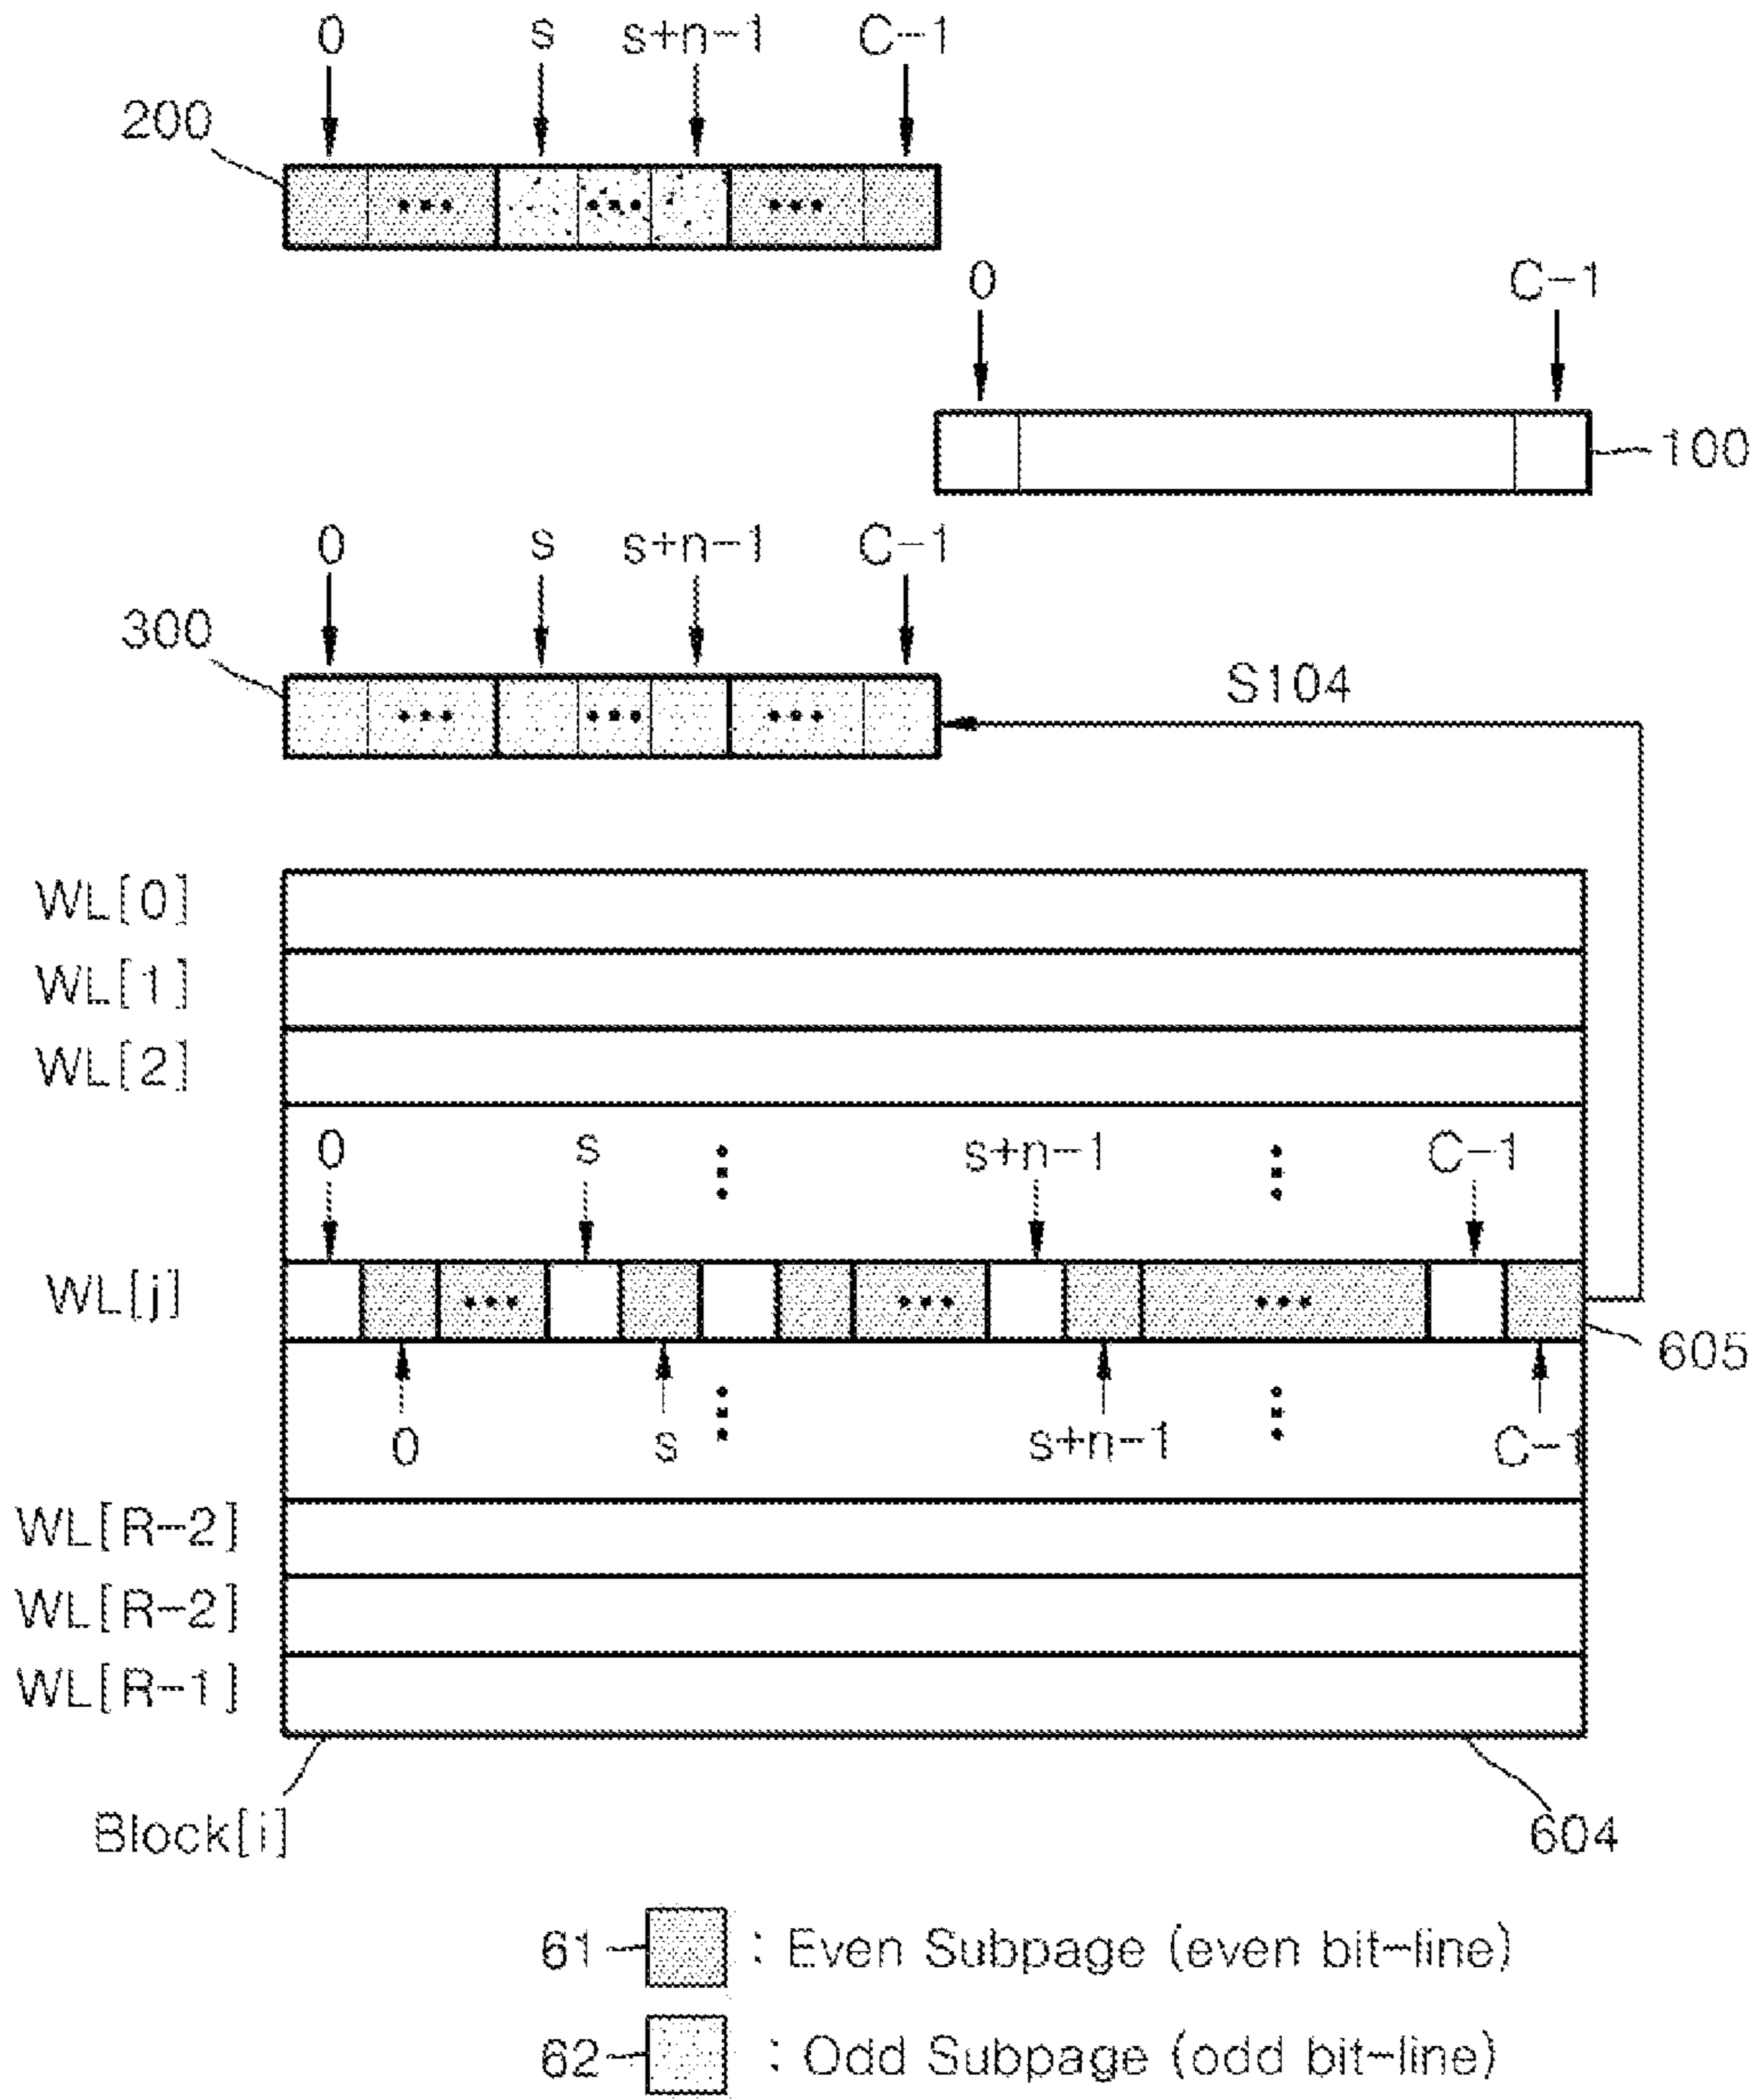 0 s s+n-1 C-1
200
0 C-1
100
0 s s+n-1 C-1
300
S104
WL[0]
WL[1]
WL[2]
0 s s+n-1 C-1
WL[j]
605
0 s s+n-1 C-1
WL[R-2]
WL[R-2]
WL[R-1]
Block[i] 604
61 : Even Subpage (even bit-line)
62 : Odd Subpage (odd bit-line)